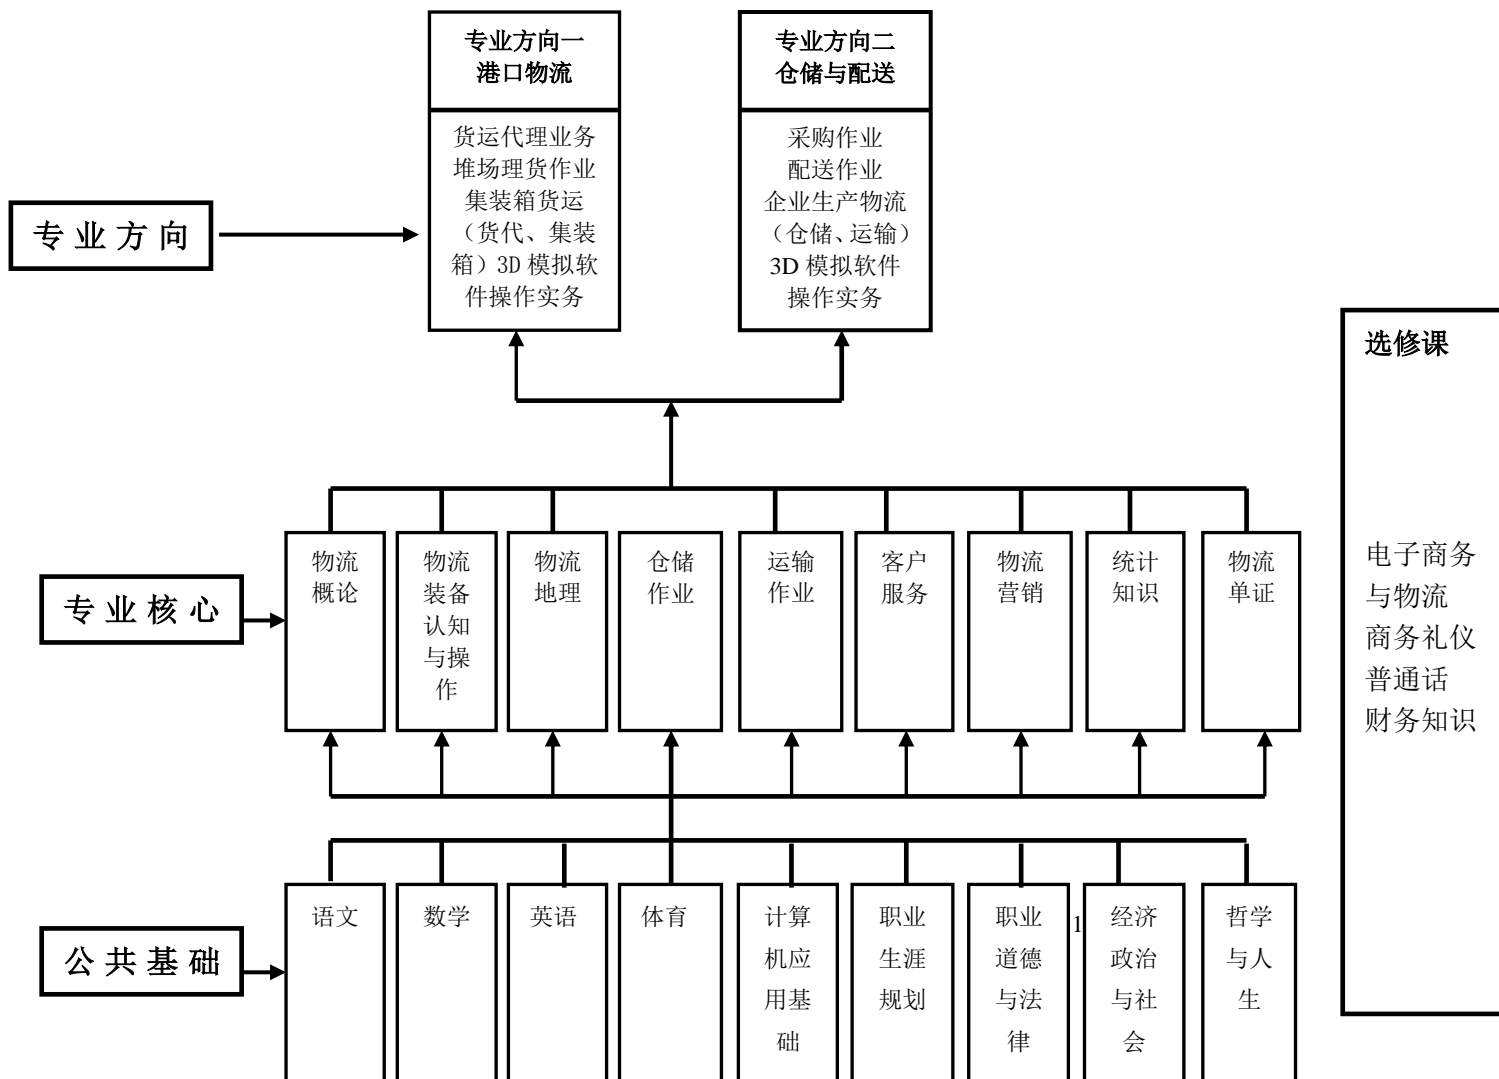 专业方向一
港口物流
货运代理业务
堆场理货作业
集装箱货运
（货代、集装
箱）3D 模拟软
件操作实务
专业方向二
仓储与配送
采购作业
配送作业
企业生产物流
（仓储、运输）
3D 模拟软件
操作实务
专业方向
选修课
电子商务
与物流
商务礼仪
普通话
财务知识
专业核心
物流
概论
物流
装备
认知
与操
作
物流
地理
仓储
作业
运输
作业
客户
服务
物流
营销
统计
知识
物流
单证
公共基础
语文
数学
英语
体育
计算
机应
用基
础
职业
生涯
规划
职业
道德
与法
律
1
经济
政治
与社
会
哲学
与人
生